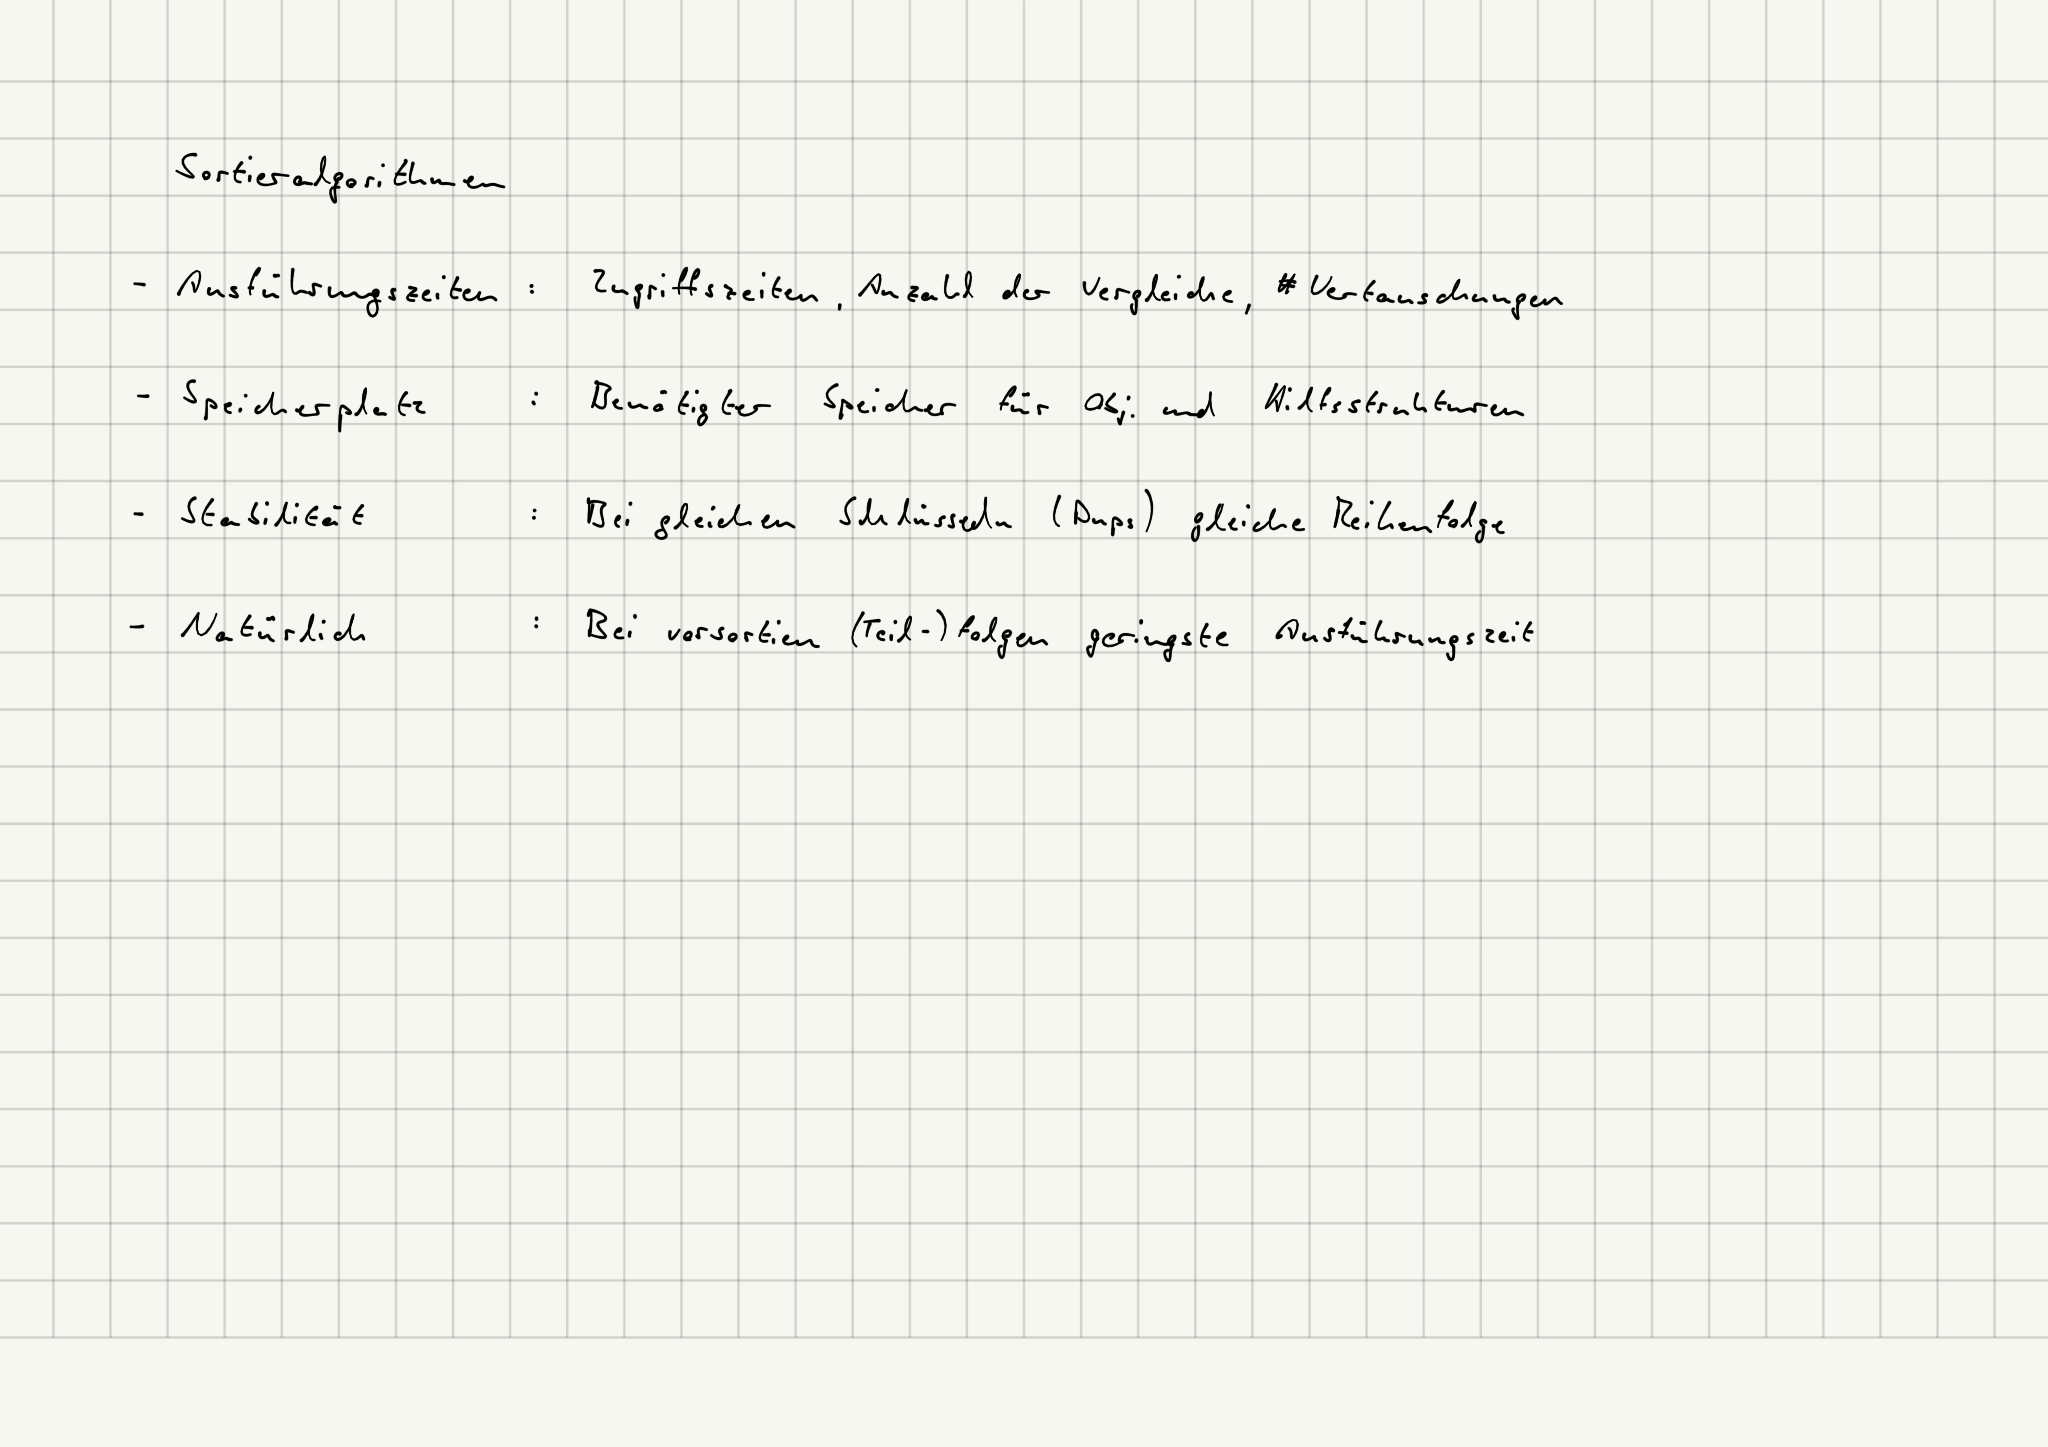 Sortieralgorithmen
- Ausführungszeiten : Zugriffszeiten, Anzahl der Vergleiche, # Vertauschungen
- Speicherplatz : Benötigter Speicher für Obj. und Hilfsstrukturen
- Stabilität : Bei gleichen Schlüsseln (Dups) gleiche Reihenfolge
- Natürlich : Bei vorsortien (Teil-)folgen geringste Ausführungszeit